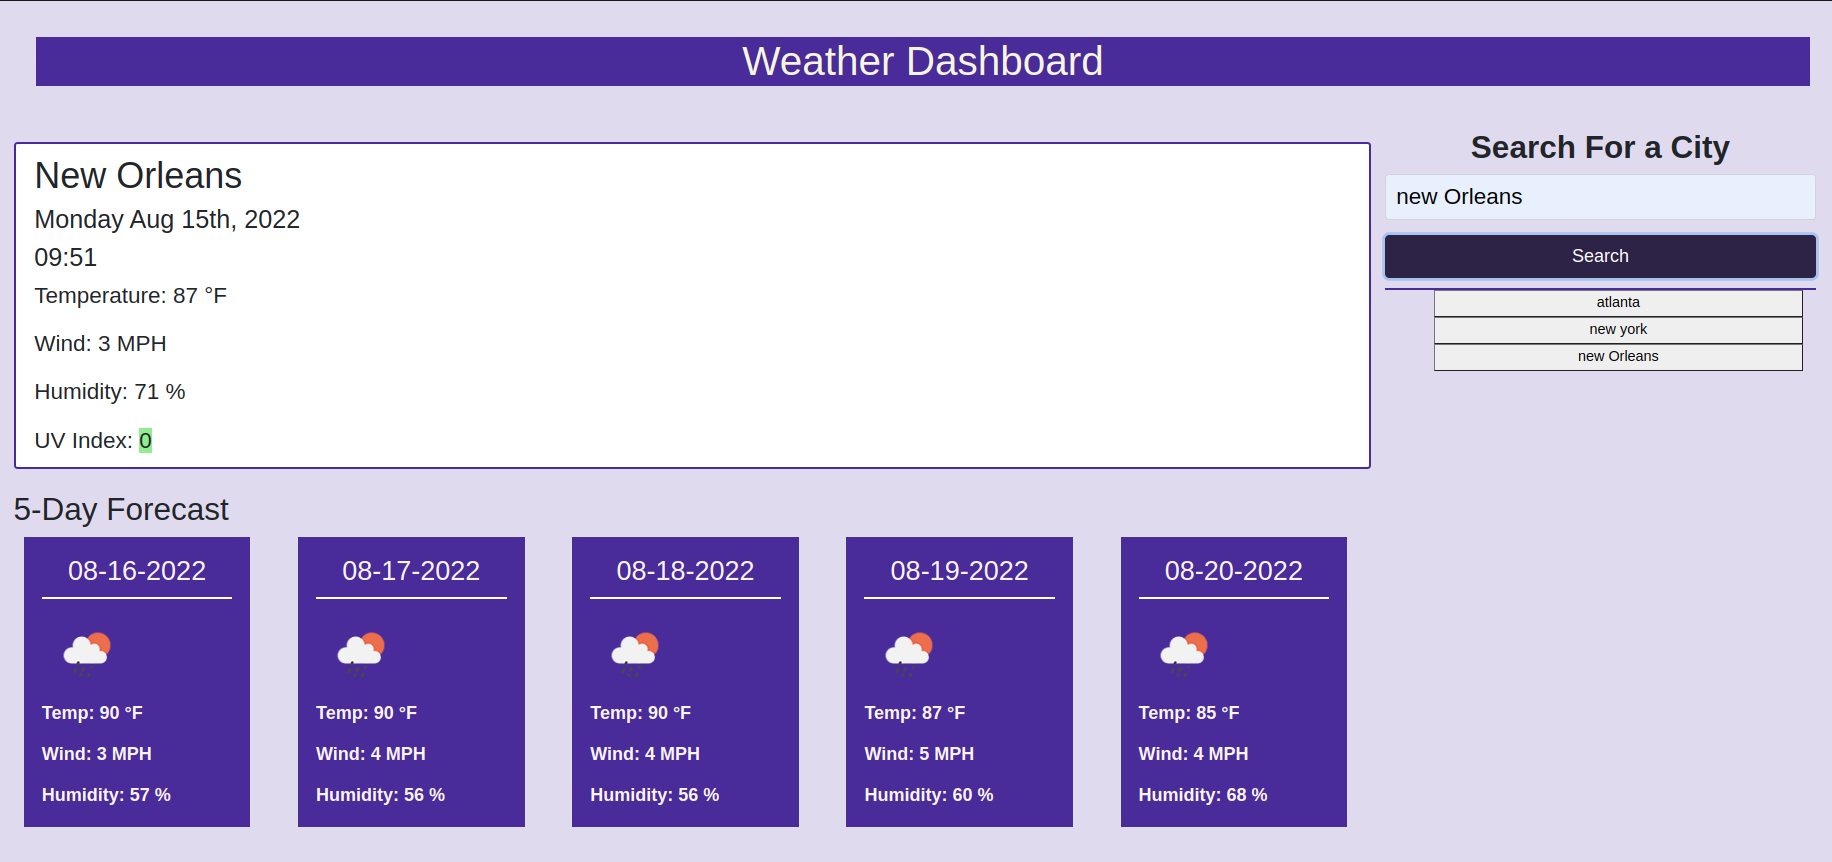 Weather Dashboard
New Orleans
Monday Aug 15th, 2022
09:51
Temperature: 87 °F
Wind: 3 MPH
Humidity: 71 %
UV Index: 0
Search For a City
new Orleans
Search
atlanta
new york
new Orleans
5-Day Forecast
08-16-2022
Temp: 90 °F
Wind: 3 MPH
Humidity: 57 %
08-17-2022
Temp: 90 °F
Wind: 4 MPH
Humidity: 56 %
08-18-2022
Temp: 90 °F
Wind: 4 MPH
Humidity: 56 %
08-19-2022
Temp: 87 °F
Wind: 5 MPH
Humidity: 60 %
08-20-2022
Temp: 85 °F
Wind: 4 MPH
Humidity: 68 %